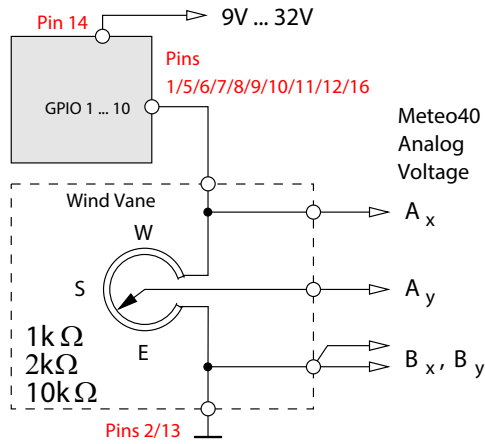 Pin 14
9V ... 32V
Pins
1/5/6/7/8/9/10/11/12/16
GPIO 1 ... 10
Meteo40
Analog
Voltage
Wind Vane
W
A x
S
A y
E
1k Ω
2kΩ
10kΩ
B x , B y
Pins 2/13